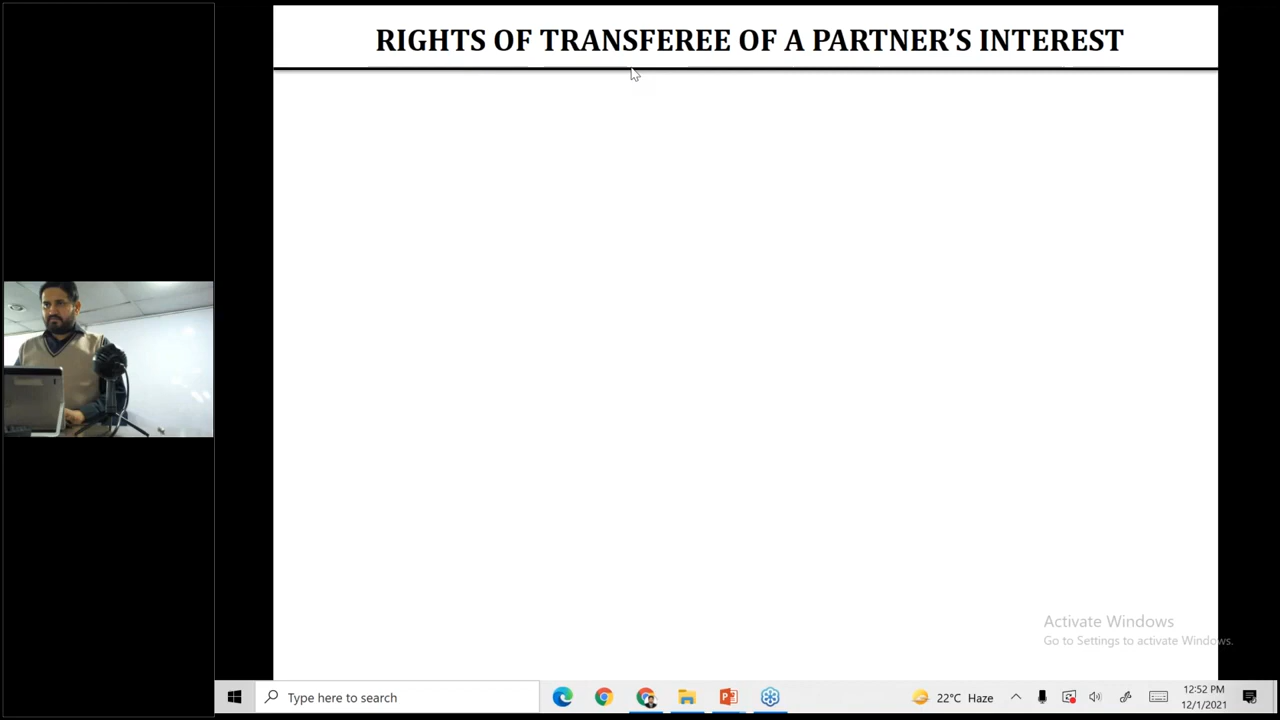 RIGHTS OF TRANSFEREE OF A PARTNER’S INTEREST
Activate Windows
Go to Settings to activate Windows.
Type here to search
22°C Haze
12:52 PM
12/1/2021